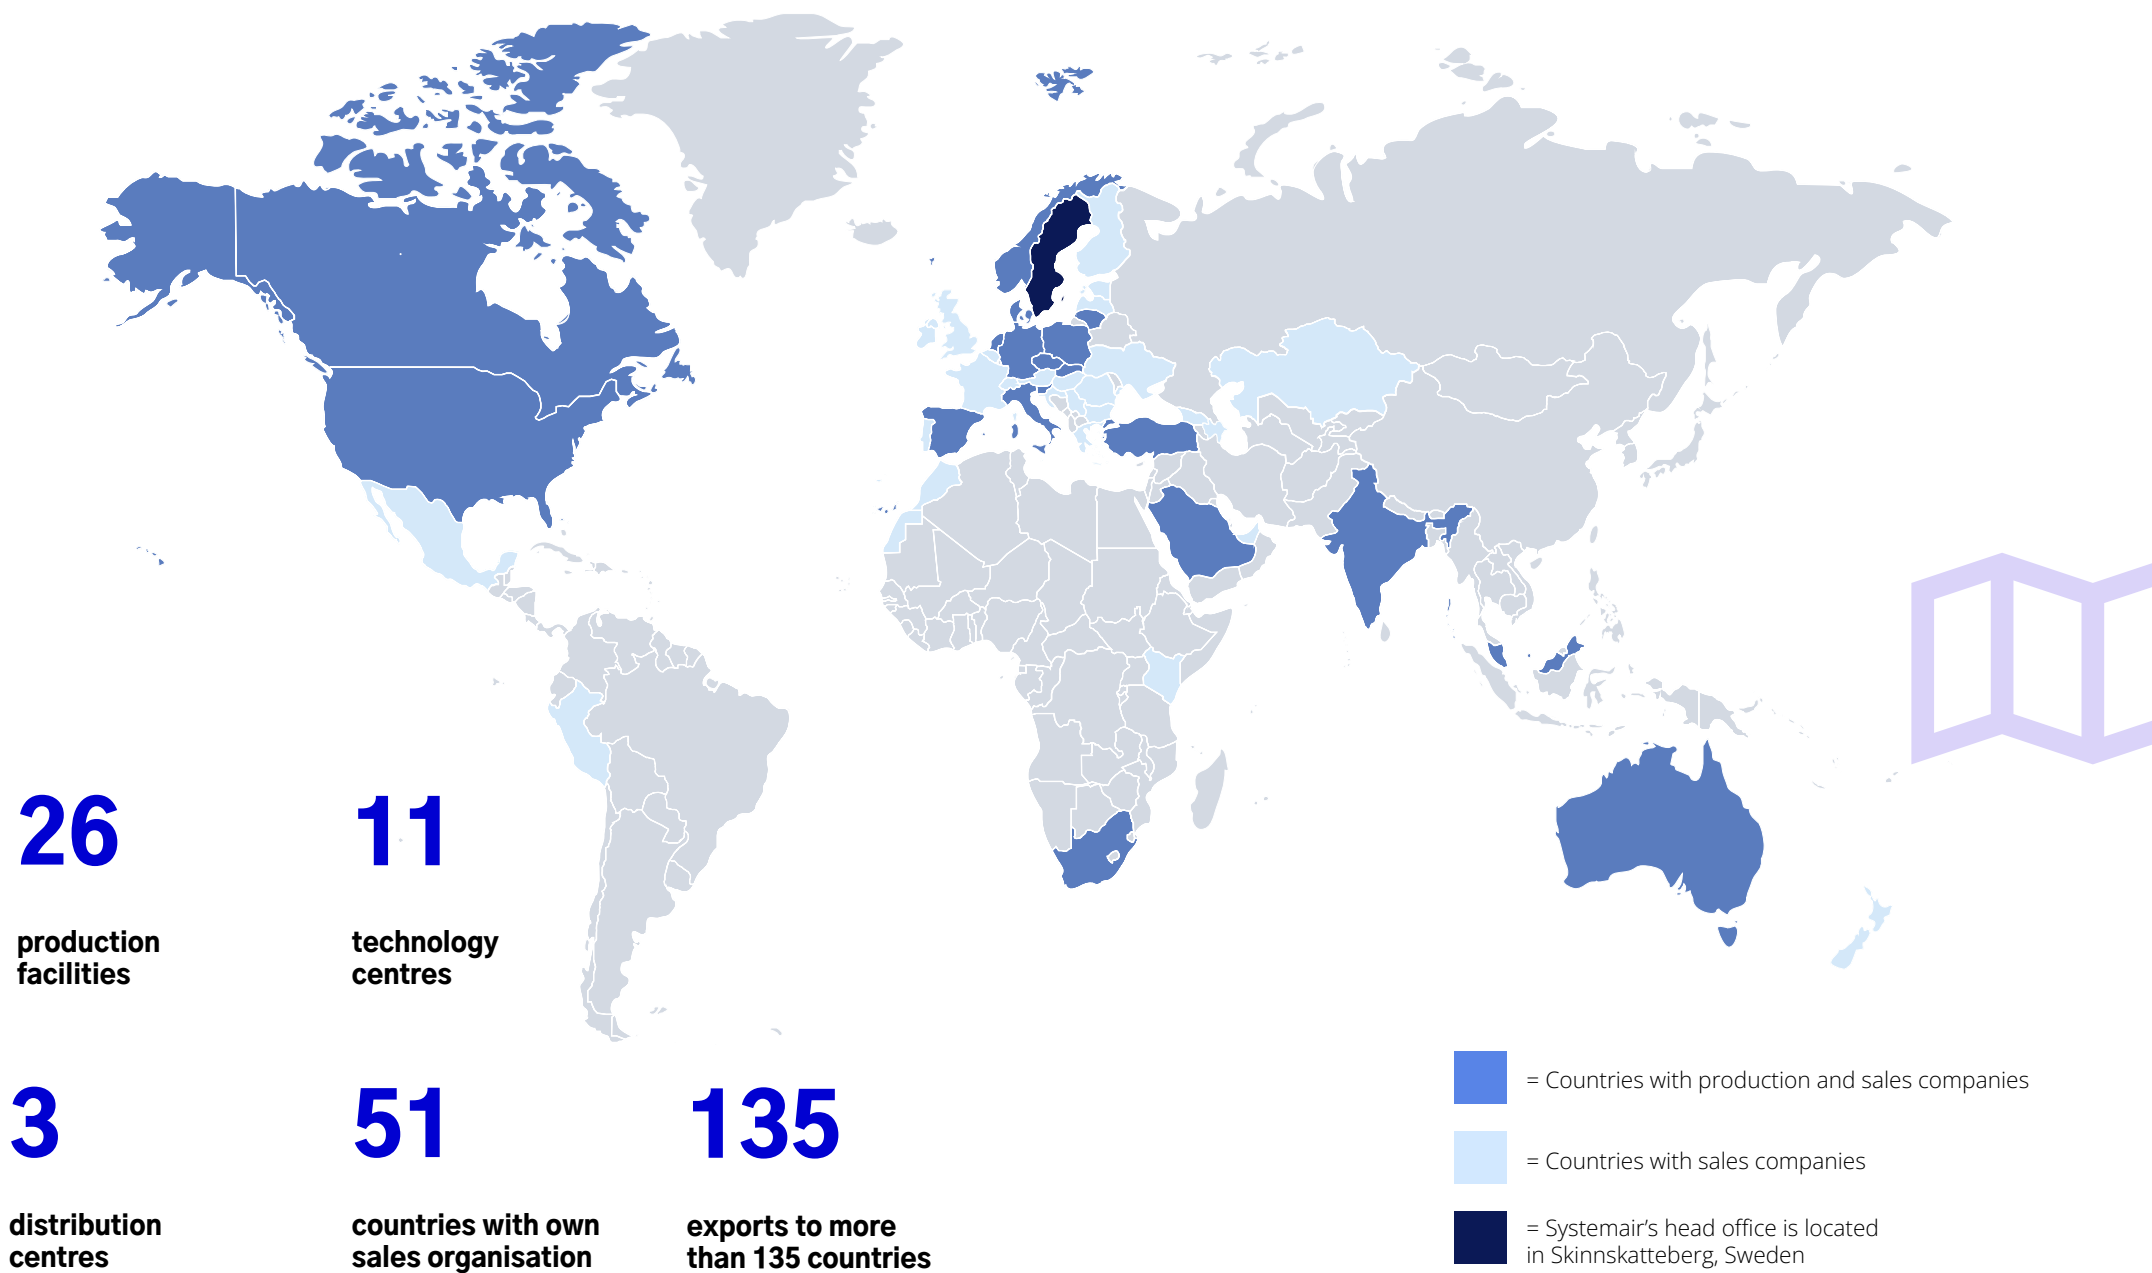 26
production
facilities
11
technology
centres
3
distribution
centres
51
countries with own
sales organisation
135
exports to more
than 135 countries
= Countries with production and sales companies
= Countries with sales companies
= Systemair's head office is located
in Skinnskatteberg, Sweden